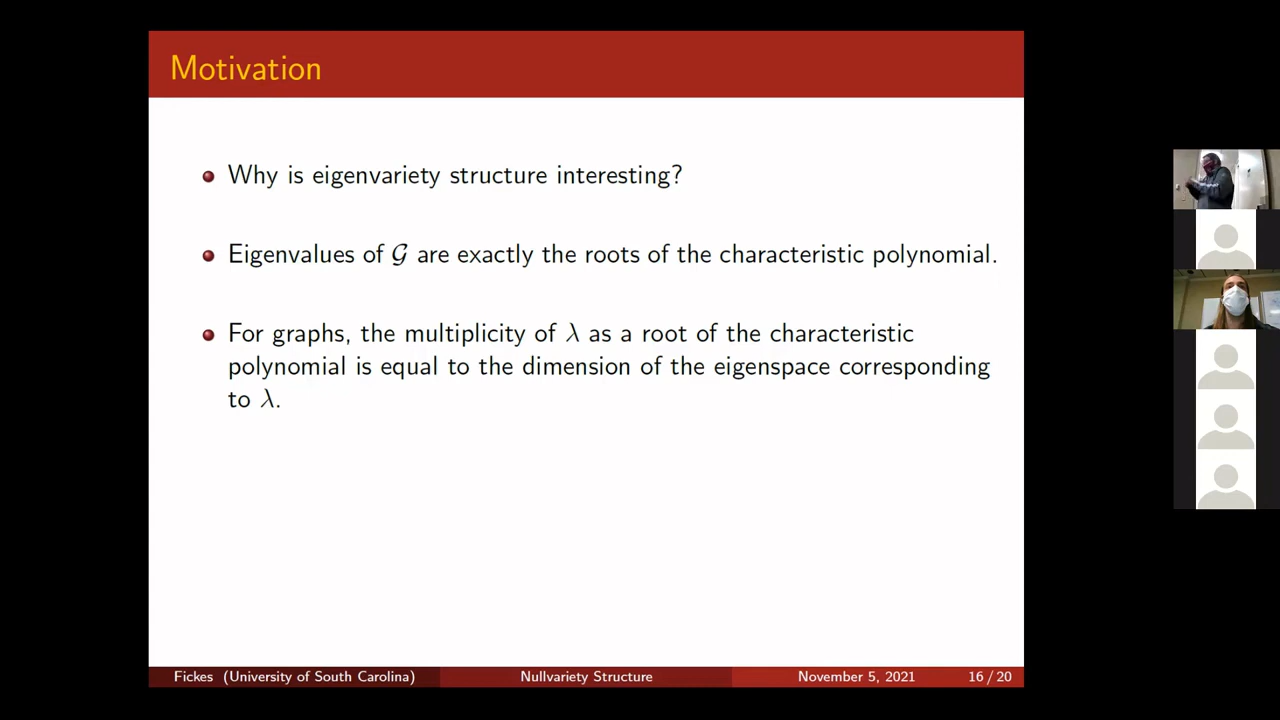 Motivation
Why is eigenvariety structure interesting?
Eigenvalues of 𝒢 are exactly the roots of the characteristic polynomial.
For graphs, the multiplicity of λ as a root of the characteristic
polynomial is equal to the dimension of the eigenspace corresponding
to λ.
Fickes (University of South Carolina) Nullvariety Structure November 5, 2021 16 / 20